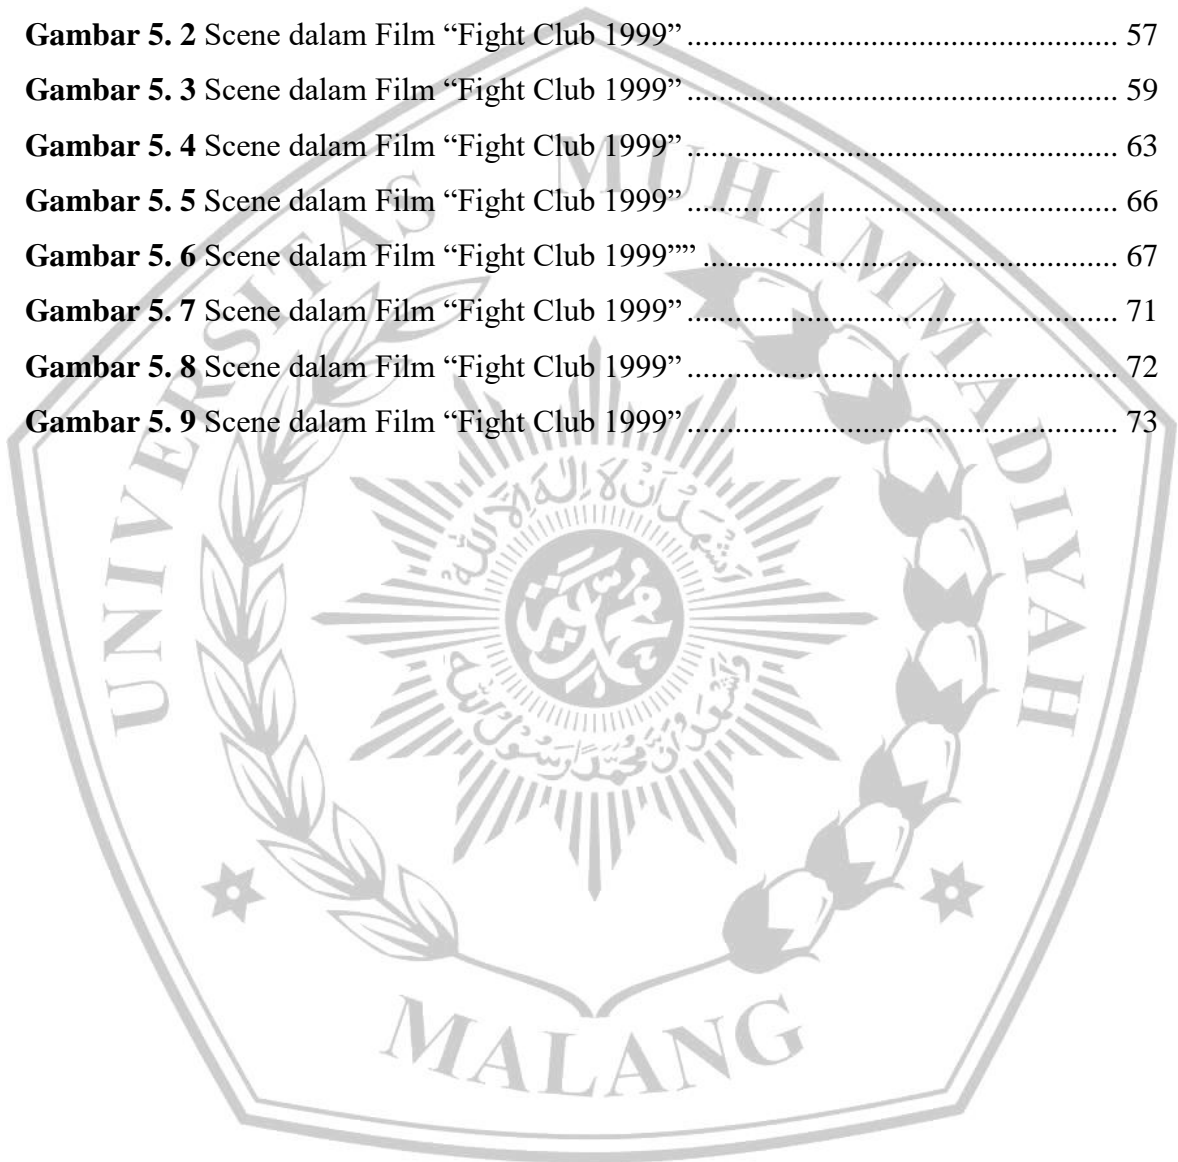 Gambar 5. 2 Scene dalam Film “Fight Club 1999” ............................................... 57
Gambar 5. 3 Scene dalam Film “Fight Club 1999” ............................................... 59
Gambar 5. 4 Scene dalam Film “Fight Club 1999” ............................................... 63
Gambar 5. 5 Scene dalam Film “Fight Club 1999” ............................................... 66
Gambar 5. 6 Scene dalam Film “Fight Club 1999”” ............................................. 67
Gambar 5. 7 Scene dalam Film “Fight Club 1999” ............................................... 71
Gambar 5. 8 Scene dalam Film “Fight Club 1999” ............................................... 72
Gambar 5. 9 Scene dalam Film “Fight Club 1999” ............................................... 73
UNIVERSITAS MUHAMMADIYAH
MALANG